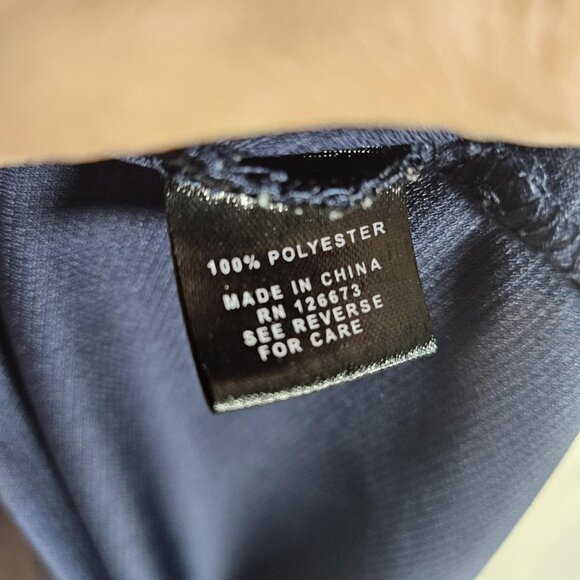 100% POLYESTER
MADE IN CHINA
RN 126673
SEE REVERSE
FOR CARE